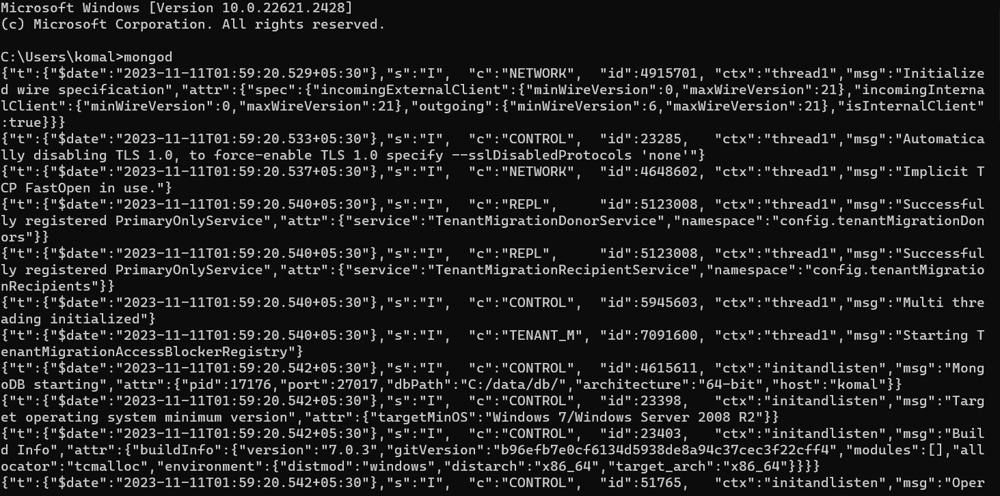 Microsoft Windows [Version 10.0.22621.2428]
(c) Microsoft Corporation. All rights reserved.
C:\Users\komal>mongod
{"t":{"$date":"2023-11-11T01:59:20.529+05:30"},"s":"I",  "c":"NETWORK",  "id":4915701, "ctx":"thread1","msg":"Initialize
d wire specification","attr":{"spec":{"incomingExternalClient":{"minWireVersion":0,"maxWireVersion":21},"incomingInterna
lClient":{"minWireVersion":0,"maxWireVersion":21},"outgoing":{"minWireVersion":6,"maxWireVersion":21},"isInternalClient"
:true}}}
{"t":{"$date":"2023-11-11T01:59:20.533+05:30"},"s":"I",  "c":"CONTROL",  "id":23285,   "ctx":"thread1","msg":"Automatica
lly disabling TLS 1.0, to force-enable TLS 1.0 specify --sslDisabledProtocols 'none'"}
{"t":{"$date":"2023-11-11T01:59:20.537+05:30"},"s":"I",  "c":"NETWORK",  "id":4648602, "ctx":"thread1","msg":"Implicit T
CP FastOpen in use."}
{"t":{"$date":"2023-11-11T01:59:20.540+05:30"},"s":"I",  "c":"REPL",     "id":5123008, "ctx":"thread1","msg":"Successful
ly registered PrimaryOnlyService","attr":{"service":"TenantMigrationDonorService","namespace":"config.tenantMigrationDon
ors"}}
{"t":{"$date":"2023-11-11T01:59:20.540+05:30"},"s":"I",  "c":"REPL",     "id":5123008, "ctx":"thread1","msg":"Successful
ly registered PrimaryOnlyService","attr":{"service":"TenantMigrationRecipientService","namespace":"config.tenantMigratio
nRecipients"}}
{"t":{"$date":"2023-11-11T01:59:20.540+05:30"},"s":"I",  "c":"CONTROL",  "id":5945603, "ctx":"thread1","msg":"Multi thre
ading initialized"}
{"t":{"$date":"2023-11-11T01:59:20.540+05:30"},"s":"I",  "c":"TENANT_M", "id":7091600, "ctx":"thread1","msg":"Starting T
enantMigrationAccessBlockerRegistry"}
{"t":{"$date":"2023-11-11T01:59:20.542+05:30"},"s":"I",  "c":"CONTROL",  "id":4615611, "ctx":"initandlisten","msg":"Mong
oDB starting","attr":{"pid":17176,"port":27017,"dbPath":"C:/data/db/","architecture":"64-bit","host":"komal"}}
{"t":{"$date":"2023-11-11T01:59:20.542+05:30"},"s":"I",  "c":"CONTROL",  "id":23398,   "ctx":"initandlisten","msg":"Targ
et operating system minimum version","attr":{"targetMinOS":"Windows 7/Windows Server 2008 R2"}}
{"t":{"$date":"2023-11-11T01:59:20.542+05:30"},"s":"I",  "c":"CONTROL",  "id":23403,   "ctx":"initandlisten","msg":"Buil
d Info","attr":{"buildInfo":{"version":"7.0.3","gitVersion":"b96efb7e0cf6134d5938de8a94c37cec3f22cff4","modules":[],"all
ocator":"tcmalloc","environment":{"distmod":"windows","distarch":"x86_64","target_arch":"x86_64"}}}}
{"t":{"$date":"2023-11-11T01:59:20.542+05:30"},"s":"I",  "c":"CONTROL",  "id":51765,   "ctx":"initandlisten","msg":"Oper